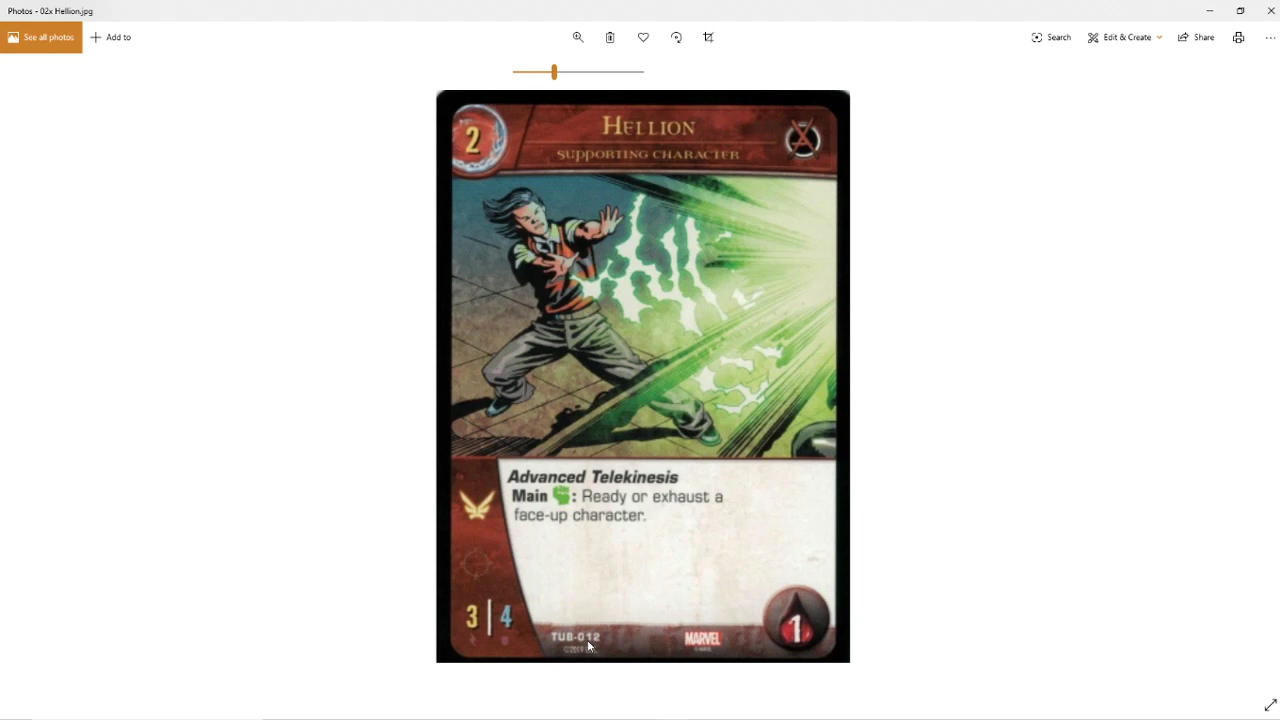 Photos - 02x Hellion.jpg
See all photos
Add to
Search
Edit & Create
Share
2
HELLION
SUPPORTING CHARACTER
Advanced Telekinesis
Main : Ready or exhaust a
face-up character.
3 | 4
1
TUB-012
MARVEL